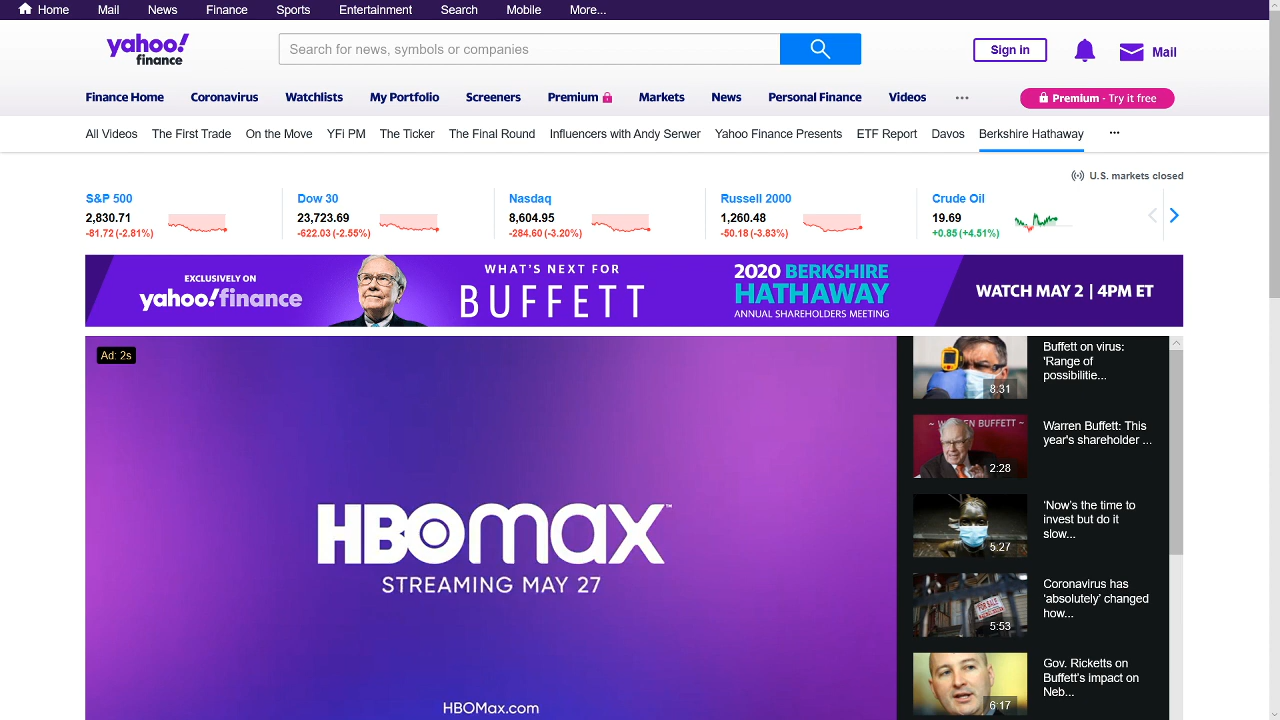 Home Mail News Finance Sports Entertainment Search Mobile More...
yahoo! finance
Search for news, symbols or companies
Sign in
Mail
Finance Home Coronavirus Watchlists My Portfolio Screeners Premium Markets News Personal Finance Videos ...
Premium - Try it free
All Videos The First Trade On the Move YFi PM The Ticker The Final Round Influencers with Andy Serwer Yahoo Finance Presents ETF Report Davos Berkshire Hathaway ...
U.S. markets closed
S&P 500
2,830.71
-81.72 (-2.81%)
Dow 30
23,723.69
-622.03 (-2.55%)
Nasdaq
8,604.95
-284.60 (-3.20%)
Russell 2000
1,260.48
-50.18 (-3.83%)
Crude Oil
19.69
+0.85 (+4.51%)
EXCLUSIVELY ON
yahoo!finance
WHAT'S NEXT FOR
BUFFETT
2020 BERKSHIRE
HATHAWAY
ANNUAL SHAREHOLDERS MEETING
WATCH MAY 2 | 4PM ET
Ad: 2s
HBOMAX™
STREAMING MAY 27
HBOMax.com
8:31
Buffett on virus:
'Range of
possibilitie...
2:28
Warren Buffett: This
year's shareholder ...
5:27
'Now's the time to
invest but do it
slow...
FOR SALE
5:53
Coronavirus has
'absolutely' changed
how...
6:17
Gov. Ricketts on
Buffett's impact on
Neb...